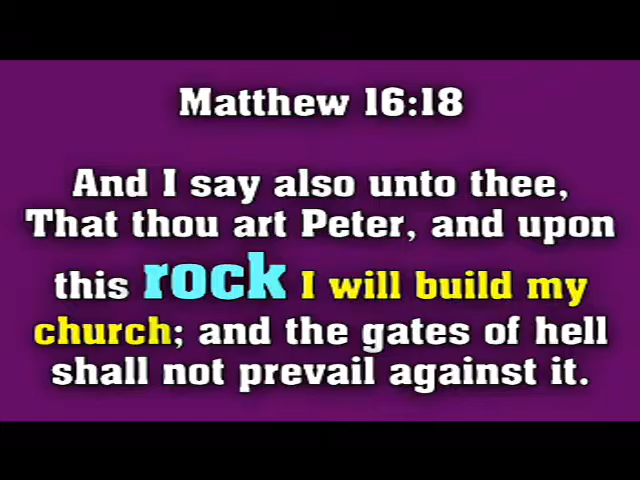 Matthew 16:18
And I say also unto thee,
That thou art Peter, and upon
this rock I will build my
church; and the gates of hell
shall not prevail against it.